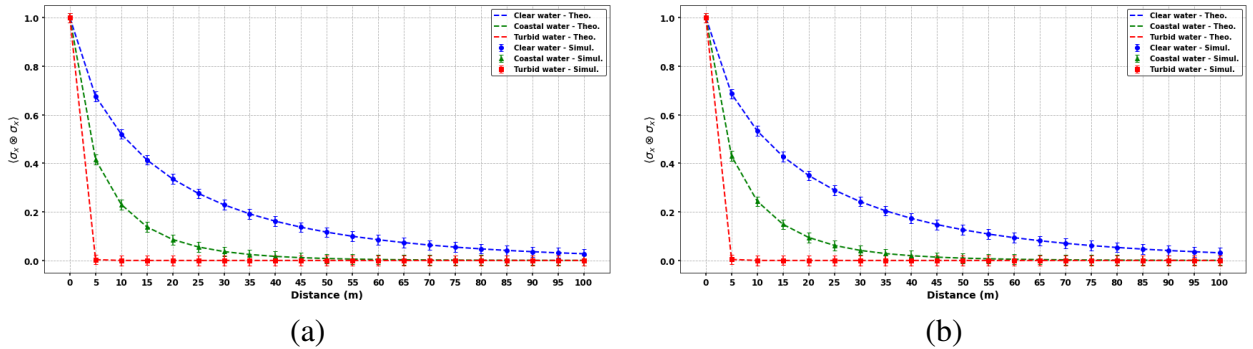 Clear water - Theo.
Coastal water - Theo.
Turbid water - Theo.
Clear water - Simul.
Coastal water - Simul.
Turbid water - Simul.
1.0
0.8
0.6
0.4
0.2
0.0
⟨σx ⊗ σx⟩
0 5 10 15 20 25 30 35 40 45 50 55 60 65 70 75 80 85 90 95 100
Distance (m)
(a)
Clear water - Theo.
Coastal water - Theo.
Turbid water - Theo.
Clear water - Simul.
Coastal water - Simul.
Turbid water - Simul.
1.0
0.8
0.6
0.4
0.2
0.0
⟨σx ⊗ σx⟩
0 5 10 15 20 25 30 35 40 45 50 55 60 65 70 75 80 85 90 95 100
Distance (m)
(b)